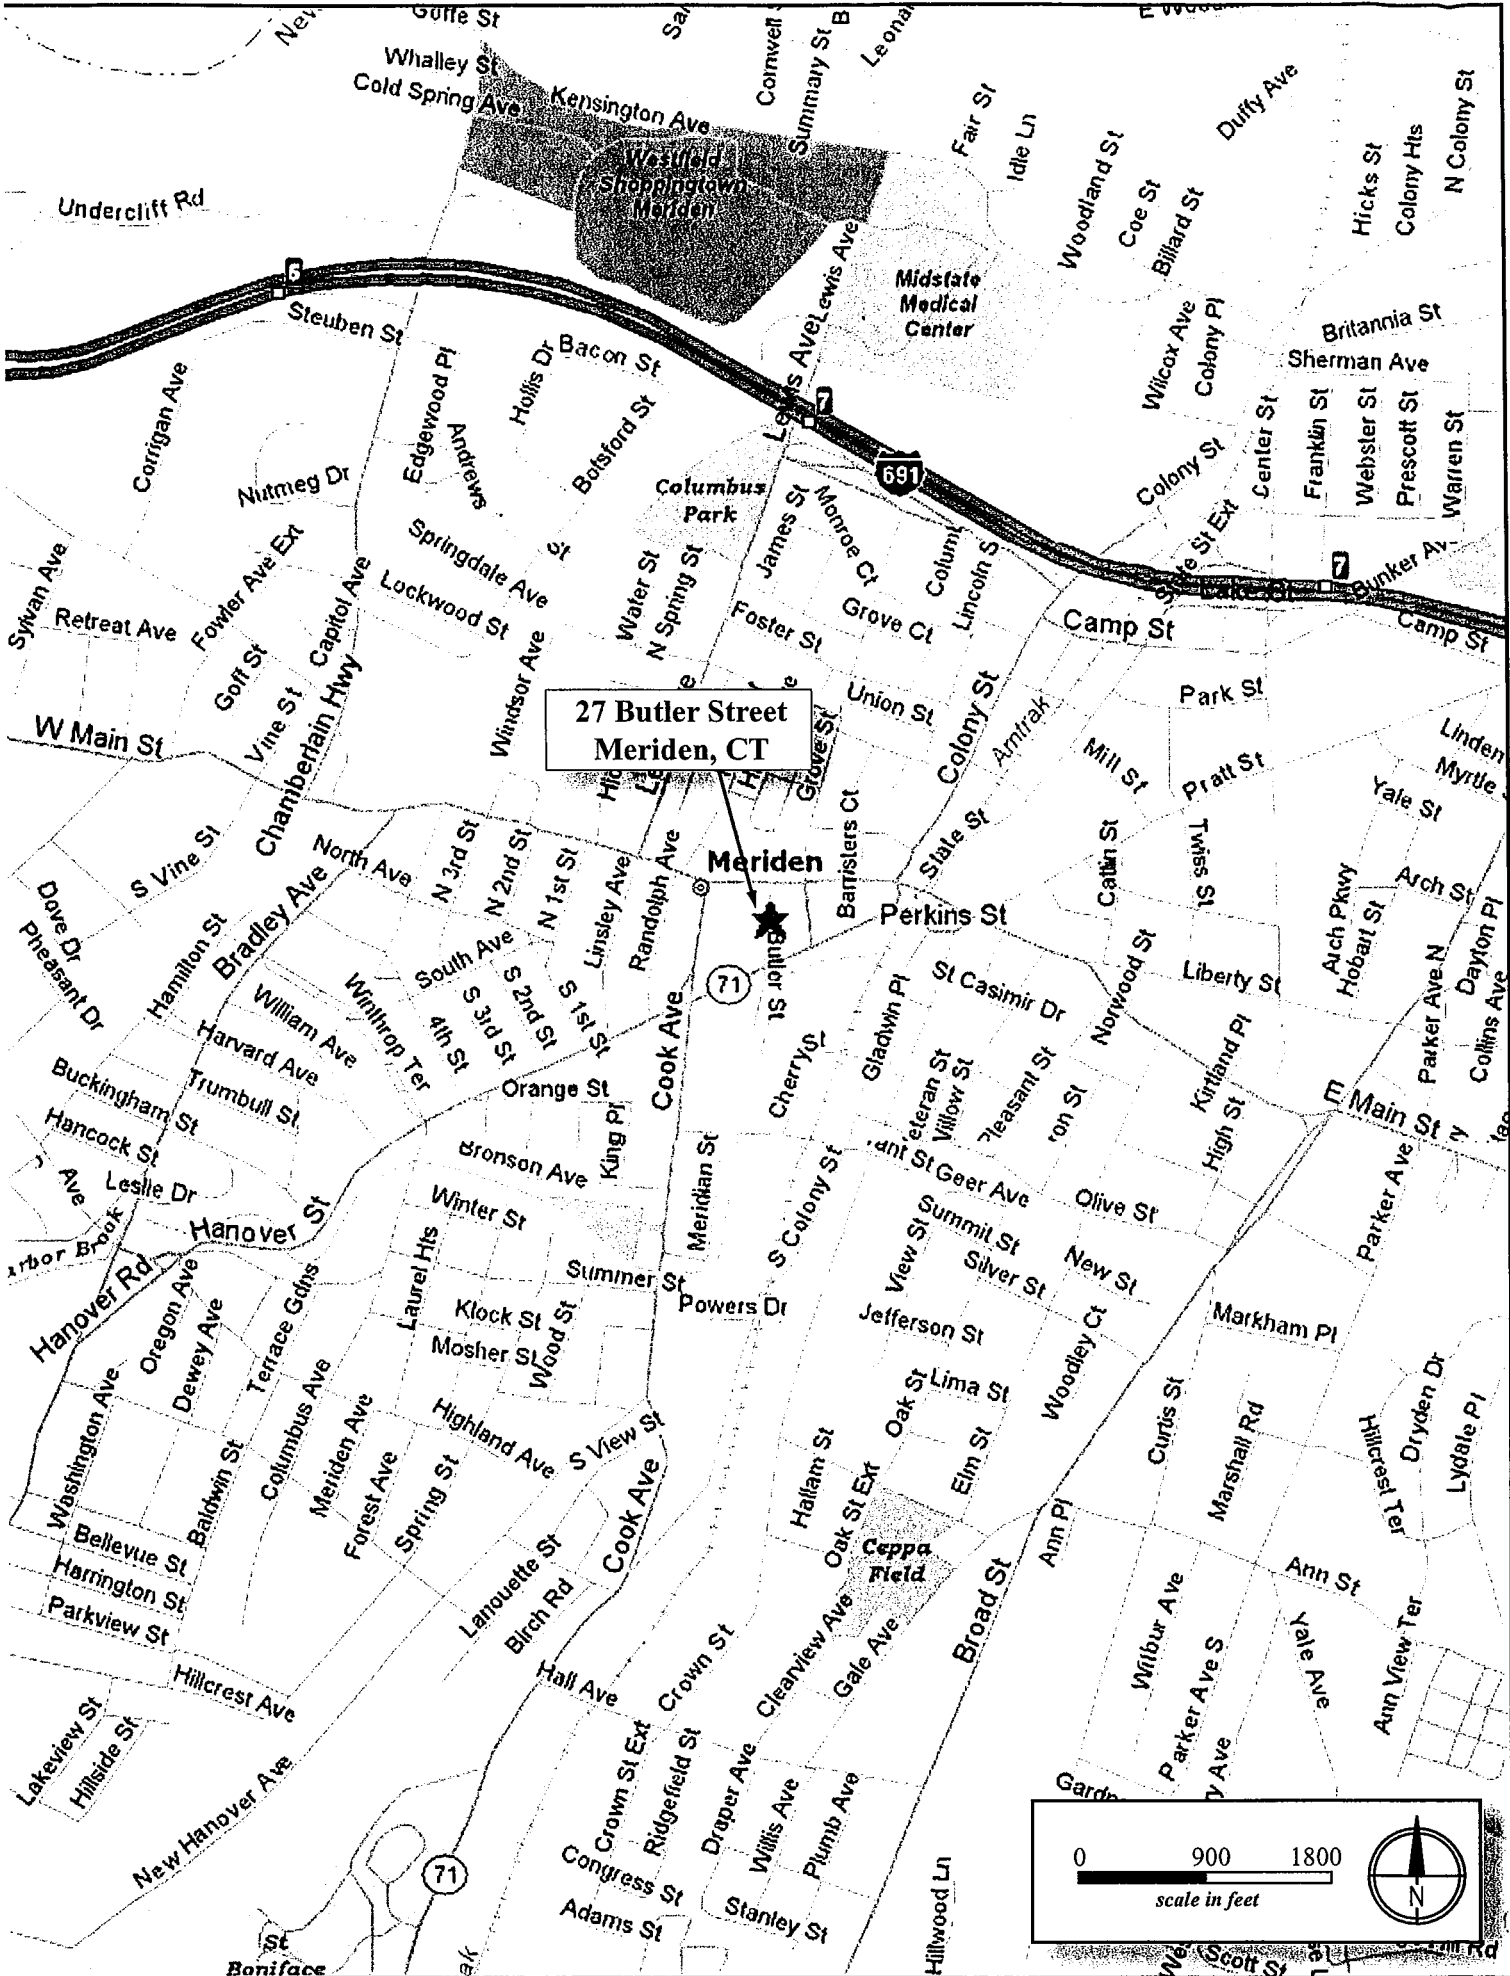 Goffe St
Whalley St
Cold Spring Ave
Kensington Ave
Cornwell
Summary St
B
Fair St
Idle Ln
Woodland St
Coe St
Billard St
Duffy Ave
Hicks St
Colony Hts
N Colony St
Westfield
Shoppingtown
Meriden
Undercliff Rd
Lewis Ave
Midstate
Medical
Center
6
Steuben St
Bacon St
Hollis Dr
Edgewood Pl
Andrews
Botsford St
Corrigan Ave
Nutmeg Dr
Lewis Ave
7
691
Columbus
Park
Wilcox Ave
Colony Pl
Britannia St
Sherman Ave
Center St
Franklin St
Webster St
Prescott St
Warren St
Colony St
State St Ext
7
Bunker Av
Lake St
Camp St
Camp St
Sylvan Ave
Retreat Ave
Fowler Ave Ext
Goff St
Vine St
Capitol Ave
Chamberlain Hwy
Springdale Ave
St
Lockwood St
Windsor Ave
Water St
N Spring St
James St
Monroe Ct
Lincoln S
Foster St
Grove Ct
Union St
Grove St
Colony St
Amtrak
Park St
Mill St
Pratt St
Linden
Myrtle
Yale St
W Main St
27 Butler Street
Meriden, CT
S Vine St
North Ave
Bradley Ave
N 3rd St
N 2nd St
N 1st St
Linsley Ave
Randolph Ave
Meriden
Barristers Ct
State St
Perkins St
Catlin St
Twiss St
Arch Pkwy
Hobart St
Arch St
Parker Ave N
Dayton Pl
Collins Ave
Dove Dr
Pheasant Dr
Hamilton St
William Ave
Winthrop Ter
South Ave
4th St
S 3rd St
S 2nd St
S 1st St
Cook Ave
71
Butler St
Gladwin Pl
St Casimir Dr
Norwood St
Liberty St
Kirtland Pl
High St
E Main St
Harvard Ave
Trumbull St
Buckingham St
Hancock St
Ave
Leslie Dr
Orange St
King Pl
Bronson Ave
Winter St
Meridian St
Cherry St
S Colony St
Pleasant St
Geer Ave
Olive St
Summit St
Silver St
New St
View St
Parker Ave
Hanover St
Hanover Rd
Oregon Ave
Dewey Ave
Terrace Gdns
Laurel Hts
Summer St
Powers Dr
Klock St
Mosher St
Wood St
Jefferson St
Lima St
Oak St
Woodley Ct
Markham Pl
Curtis St
Marshall Rd
Hillcrest Ter
Dryden Dr
Lydale Pl
Washington Ave
Baldwin St
Columbus Ave
Meriden Ave
Forest Ave
Spring St
Highland Ave
S View St
Cook Ave
Hallam St
Oak St Ext
Elm St
Ann Pl
Ceppa
Field
Bellevue St
Harrington St
Parkview St
Lanouette St
Birch Rd
Broad St
Ann St
Wilbur Ave
Yale Ave
Ann View Ter
Parker Ave S
Hillcrest Ave
Lakeview St
Hillside St
New Hanover Ave
Hall Ave
Crown St
Clearview Ave
Gale Ave
Crown St Ext
Ridgefield St
Draper Ave
Willis Ave
Plumb Ave
Congress St
Adams St
Stanley St
Hillwood Ln
71
St
Boniface
0 900 1800
scale in feet
N
Scott St